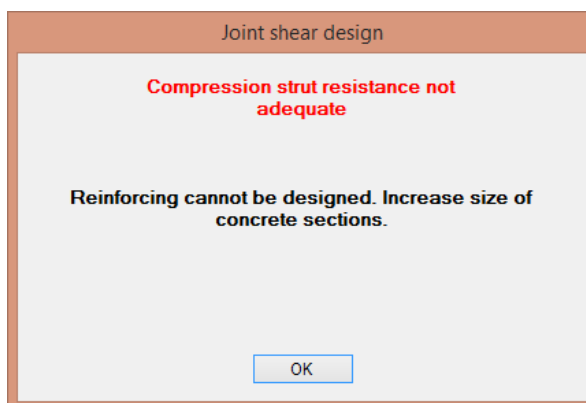 Joint shear design
Compression strut resistance not
adequate
Reinforcing cannot be designed. Increase size of
concrete sections.
OK